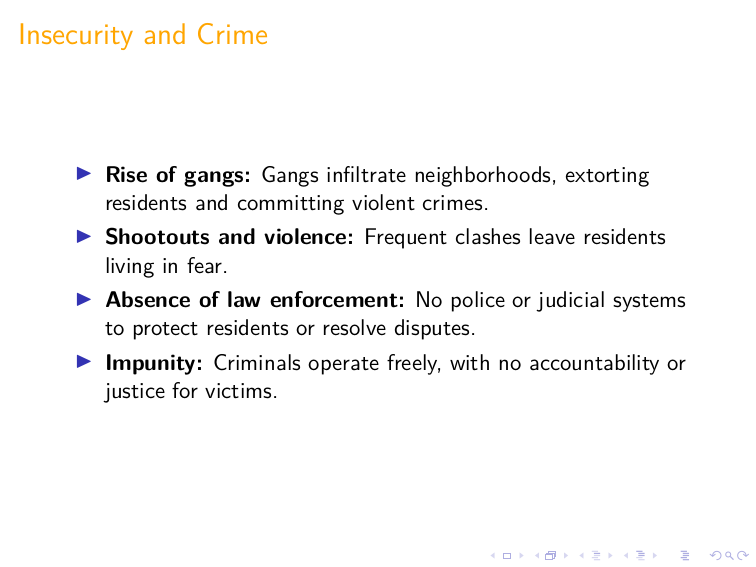 Insecurity and Crime
Rise of gangs: Gangs infiltrate neighborhoods, extorting
residents and committing violent crimes.
Shootouts and violence: Frequent clashes leave residents
living in fear.
Absence of law enforcement: No police or judicial systems
to protect residents or resolve disputes.
Impunity: Criminals operate freely, with no accountability or
justice for victims.